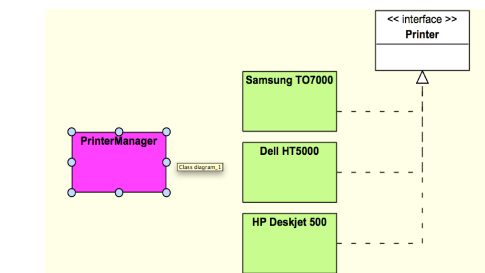 << interface >>
Printer
Samsung TO7000
PrinterManager
Class diagram_1
Dell HT5000
HP Deskjet 500